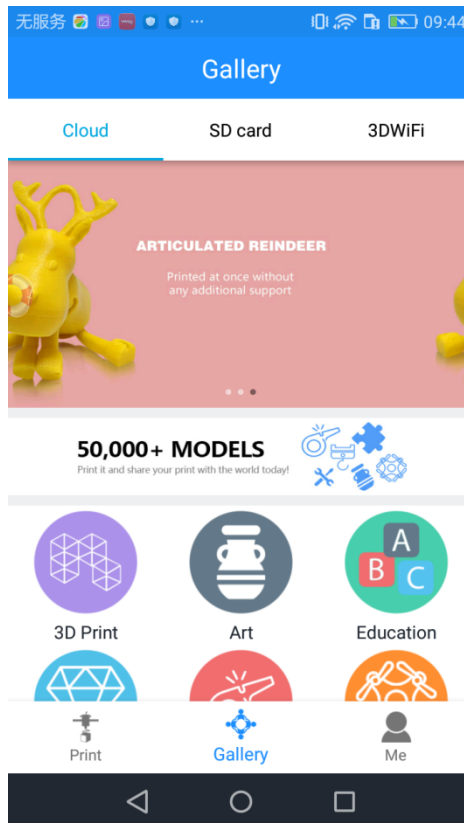 无服务 09:44
Gallery
Cloud SD card 3DWiFi
ARTICULATED REINDEER
Printed at once without
any additional support
50,000+ MODELS
Print it and share your print with the world today!
A
B C
3D Print Art Education
Print Gallery Me